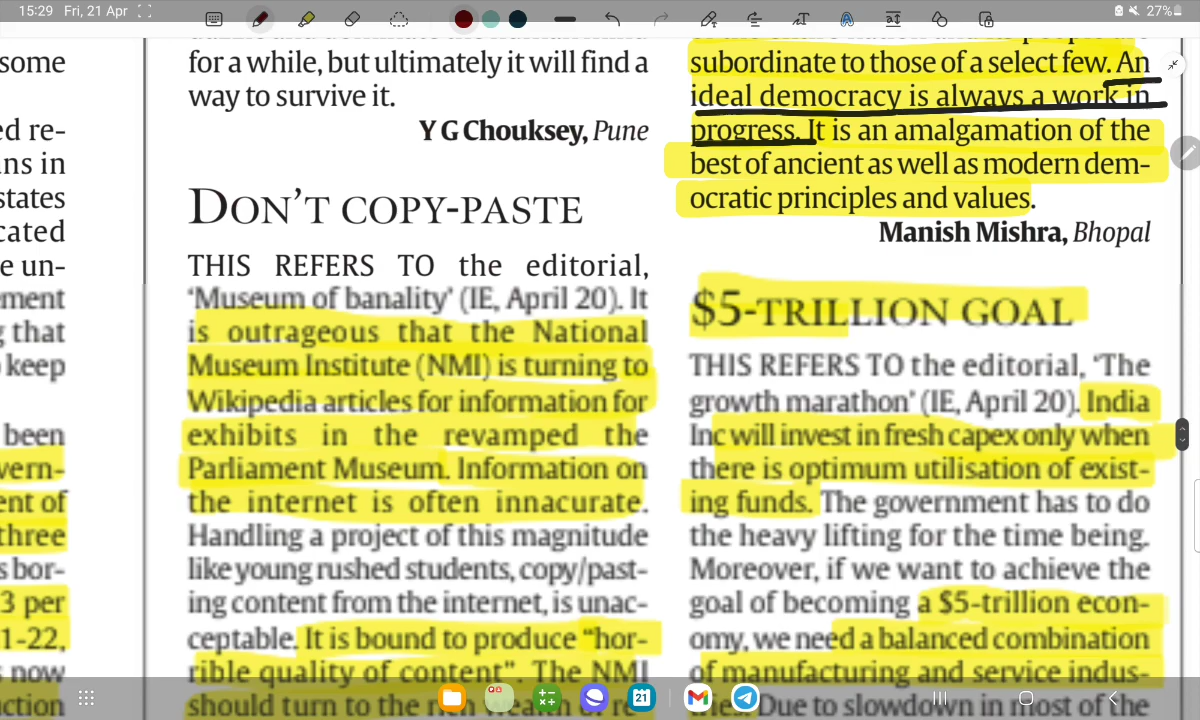 15:29 Fri, 21 Apr
27%
some
ed re-
ns in
states
cated
e un-
ement
that
keep
been
vern-
ent of
three
s bor-
3 per
1-22,
now
ction
for a while, but ultimately it will find a
way to survive it.
Y G Chouksey, Pune
DON'T COPY-PASTE
THIS REFERS TO the editorial,
'Museum of banality' (IE, April 20). It
is outrageous that the National
Museum Institute (NMI) is turning to
Wikipedia articles for information for
exhibits in the revamped the
Parliament Museum. Information on
the internet is often innacurate.
Handling a project of this magnitude
like young rushed students, copy/past-
ing content from the internet, is unac-
ceptable. It is bound to produce "hor-
rible quality of content". The NMI
should turn to the rich wealth of re-
subordinate to those of a select few. An
ideal democracy is always a work in
progress. It is an amalgamation of the
best of ancient as well as modern dem-
ocratic principles and values.
Manish Mishra, Bhopal
$5-TRILLION GOAL
THIS REFERS TO the editorial, 'The
growth marathon' (IE, April 20). India
Inc will invest in fresh capex only when
there is optimum utilisation of exist-
ing funds. The government has to do
the heavy lifting for the time being.
Moreover, if we want to achieve the
goal of becoming a $5-trillion econ-
omy, we need a balanced combination
of manufacturing and service indus-
tries. Due to slowdown in most of the
21